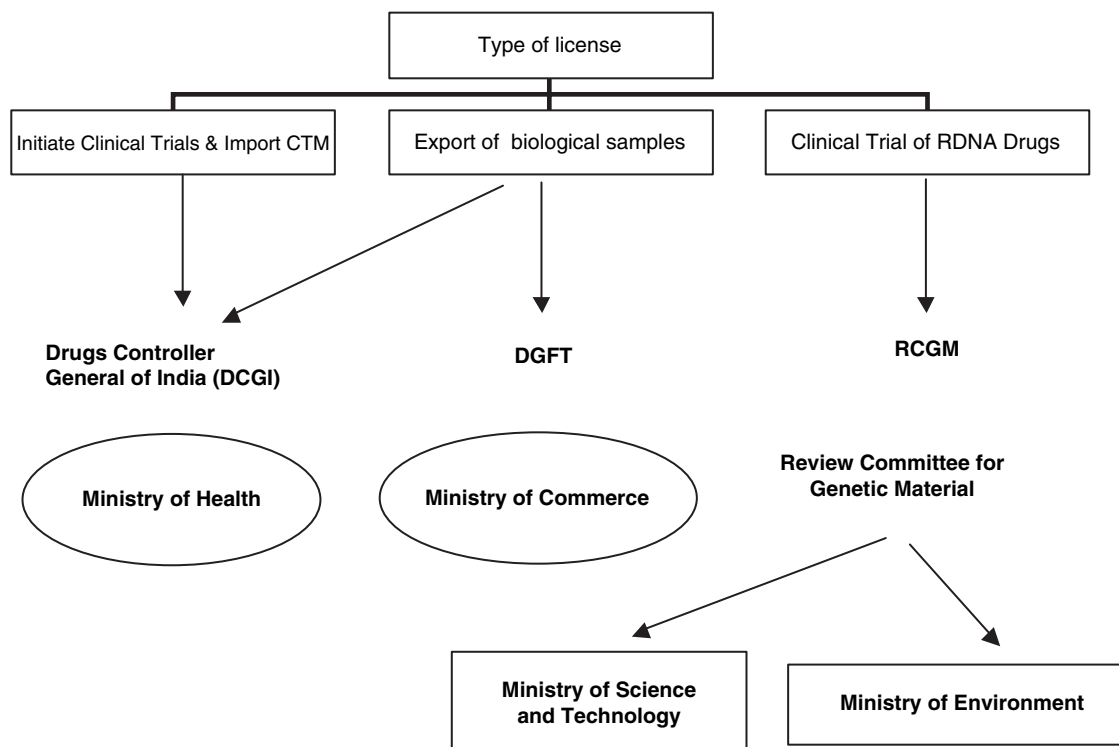 Type of license
Initiate Clinical Trials & Import CTM
Export of biological samples
Clinical Trial of RDNA Drugs
Drugs Controller
General of India (DCGI)
DGFT
RCGM
Ministry of Health
Ministry of Commerce
Review Committee for
Genetic Material
Ministry of Science
and Technology
Ministry of Environment